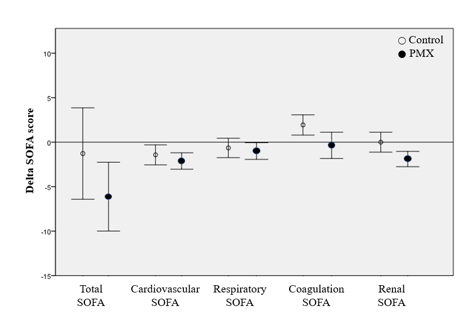 Control
PMX
10
5
0
-5
-10
-15
Delta SOFA score
Total Cardiovascular Respiratory Coagulation Renal
SOFA SOFA SOFA SOFA SOFA